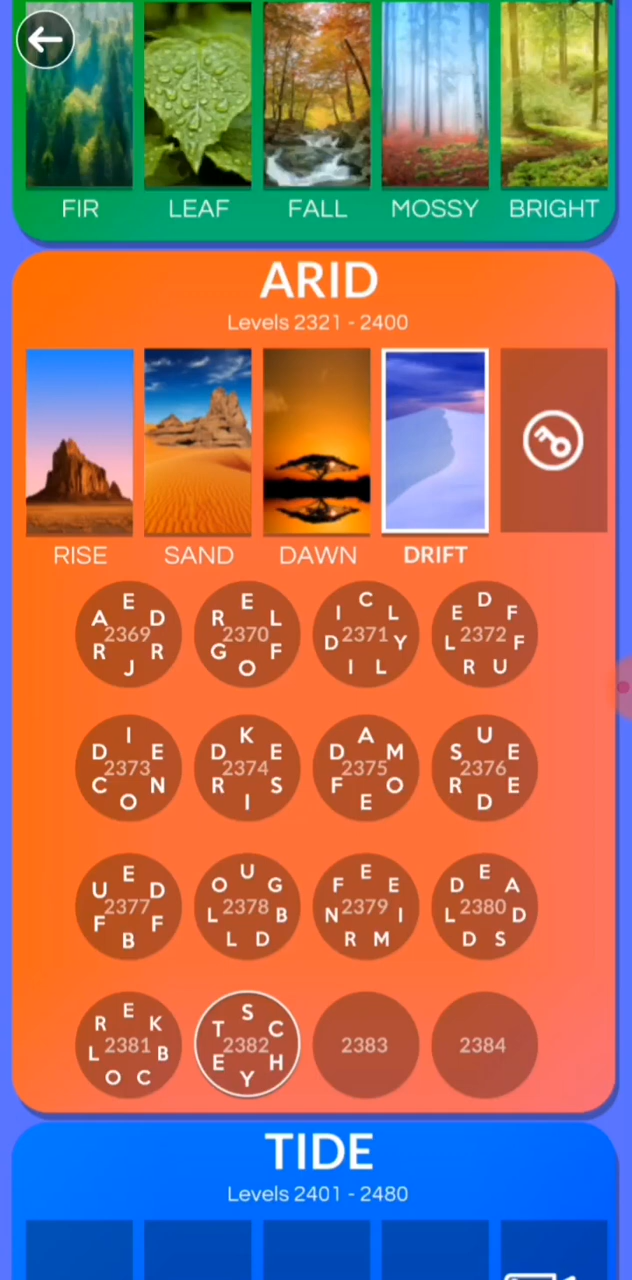 FIR LEAF FALL MOSSY BRIGHT
ARID
Levels 2321 - 2400
RISE SAND DAWN DRIFT
E
A D
2369
R R
J
E
R L
2370
G F
O
C
I L
2371
D Y
I L
D
E F
2372
L F
R U
I
D E
2373
C N
O
K
D E
2374
R S
I
A
D M
2375
F O
E
U
S E
2376
R E
D
E
U D
2377
F F
B
U
O G
2378
L B
L D
E
F E
2379
N I
R M
E
D A
2380
L D
D S
E
R K
2381
L B
O C
S
T C
2382
E H
Y
2383
2384
TIDE
Levels 2401 - 2480